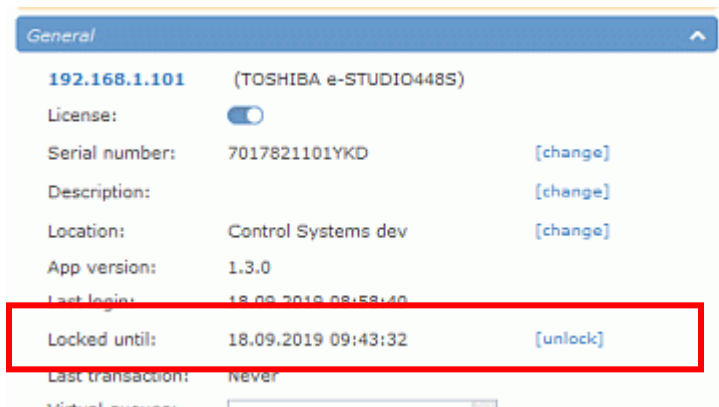 General
192.168.1.101 (TOSHIBA e-STUDIO448S)
License:
Serial number: 7017821101YKD [change]
Description: [change]
Location: Control Systems dev [change]
App version: 1.3.0
Last login: 18.09.2019 08:58:40
Locked until: 18.09.2019 09:43:32 [unlock]
Last transaction: Never
Virtual queues: